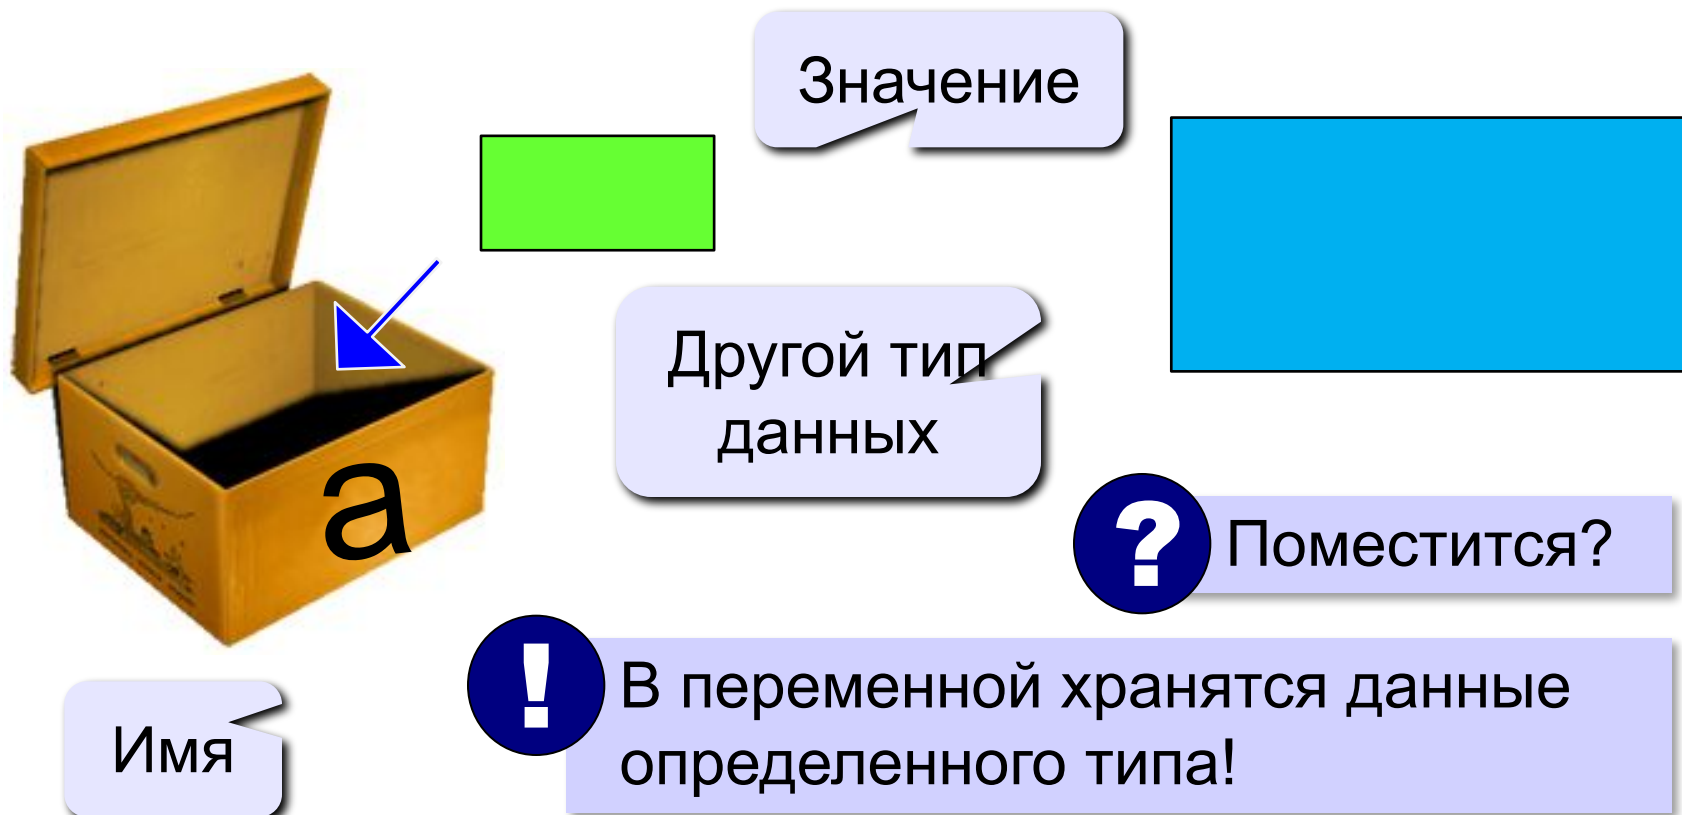 Значение
Другой тип
данных
a
? Поместится?
! В переменной хранятся данные
определенного типа!
Имя